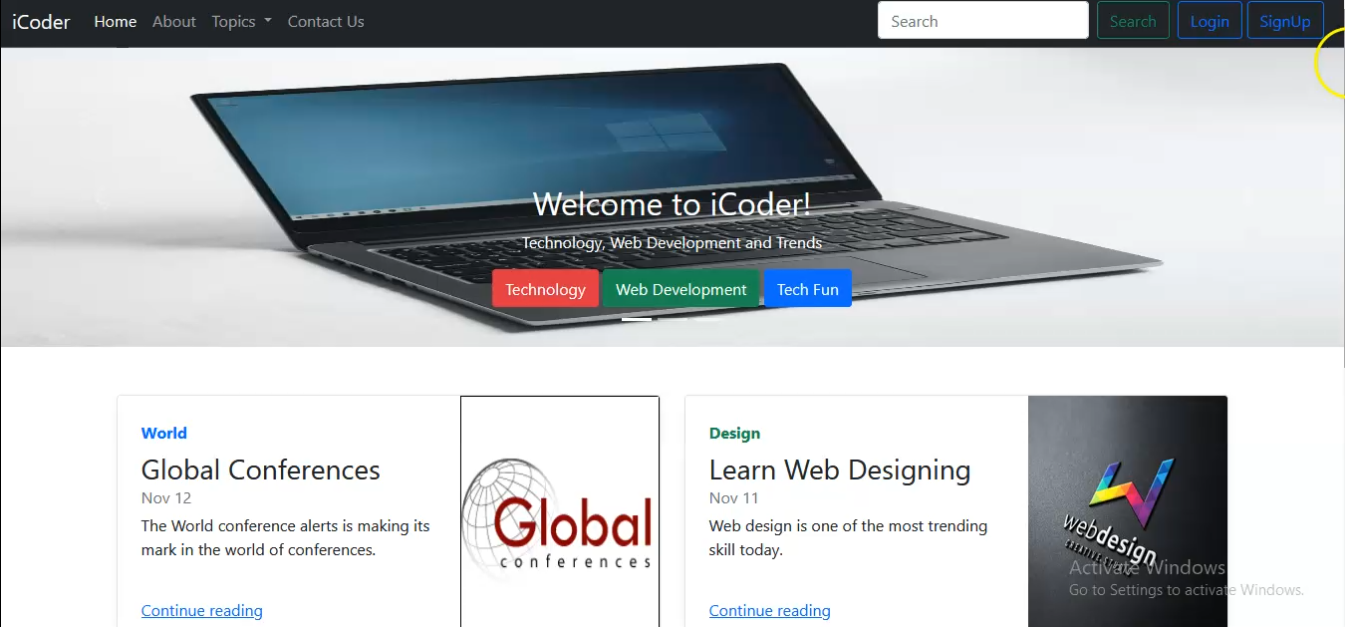 iCoder Home About Topics Contact Us Search Search Login SignUp
Welcome to iCoder!
Technology, Web Development and Trends
Technology Web Development Tech Fun
World
Global Conferences
Nov 12
The World conference alerts is making its
mark in the world of conferences.
Continue reading
Global
conferences
Design
Learn Web Designing
Nov 11
Web design is one of the most trending
skill today.
Continue reading
webdesign
Activate Windows
Go to Settings to activate Windows.